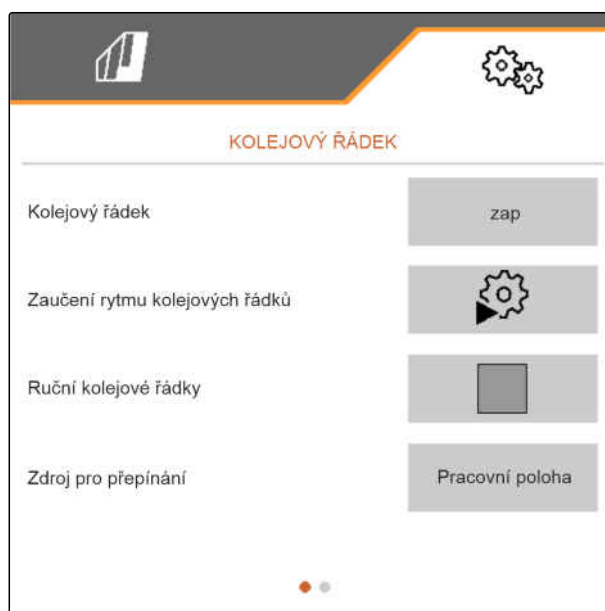 KOLEJOVÝ ŘÁDEK
Kolejový řádek
zap
Zaučení rytmu kolejových řádků
Ruční kolejové řádky
Zdroj pro přepínání
Pracovní poloha